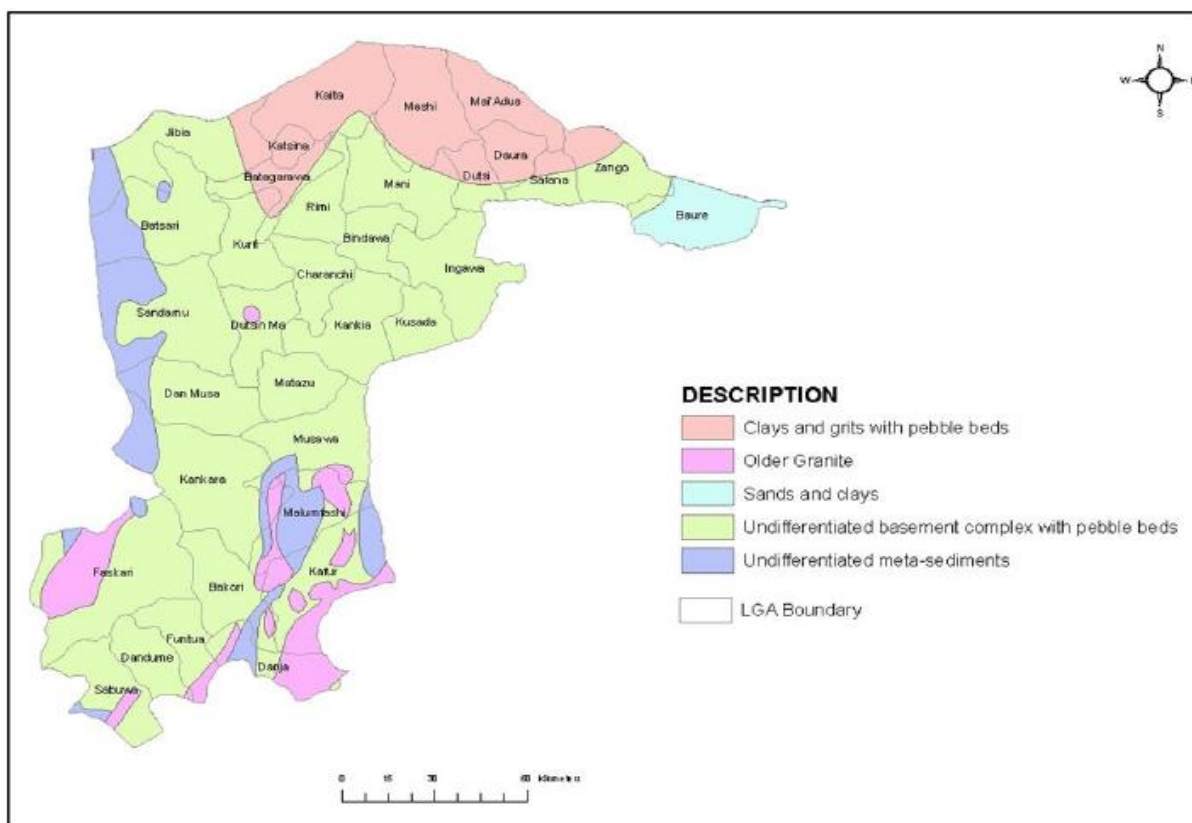 N
W
S
Kaita
Mashi
Mai'Adua
Jibia
Katsina
Daura
Batagarawa
Dutsi
Safana
Zango
Mani
Rimi
Baure
Batsari
Kurfi
Bindawa
Ingawa
Charanchi
Sandamu
Dutsin Ma
Kankia
Kusada
Dan Musa
Matazu
Musawa
Kankara
Malumfashi
Faskari
Bakori
Kafur
Funtua
Dandume
Danja
Sabuwa
DESCRIPTION
Clays and grits with pebble beds
Older Granite
Sands and clays
Undifferentiated basement complex with pebble beds
Undifferentiated meta-sediments
LGA Boundary
0 15 30 60 Kilometers